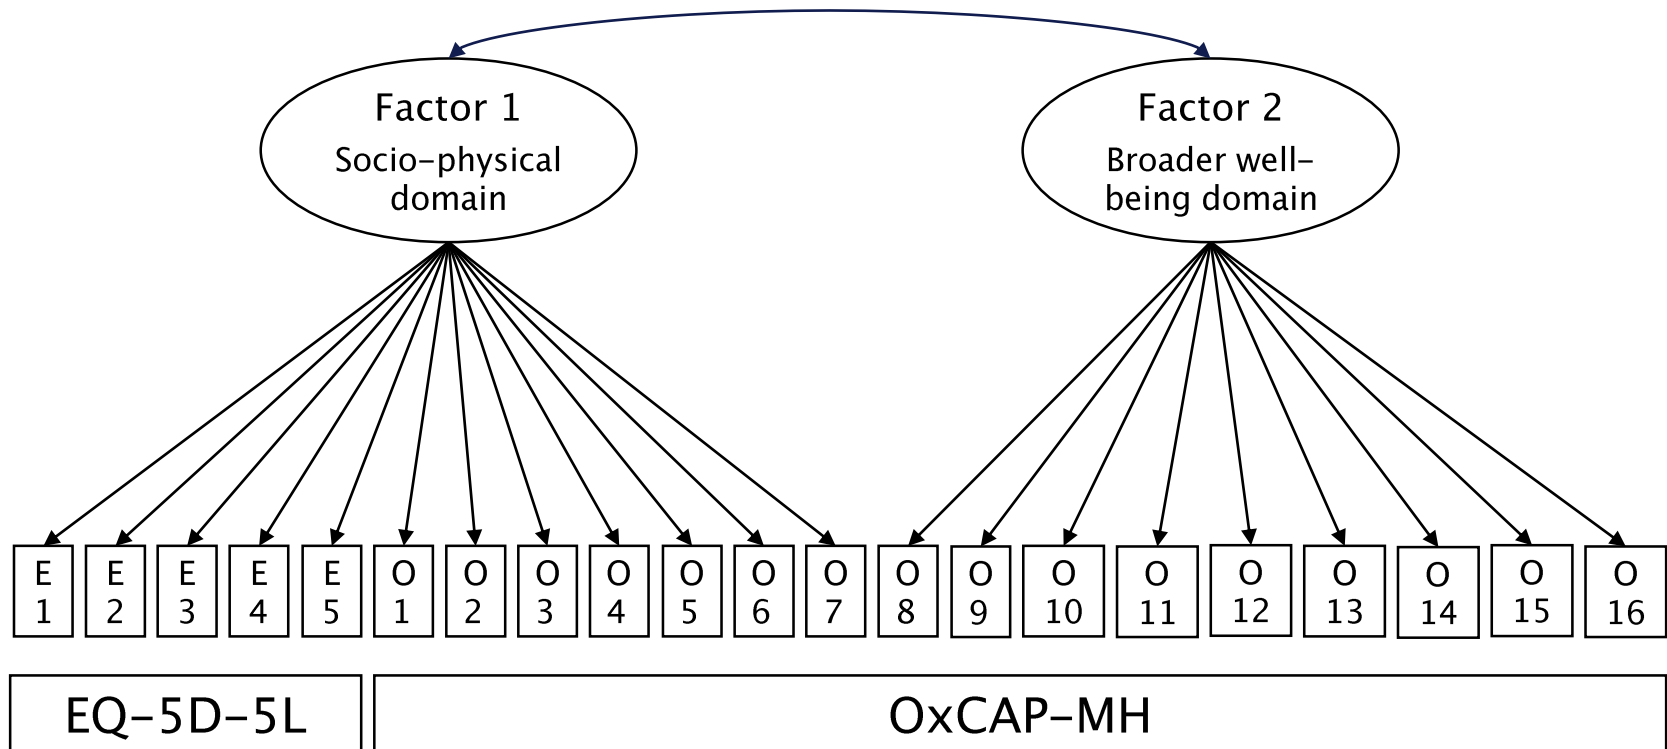 Factor 1
Socio-physical
domain
Factor 2
Broader well-
being domain
E
1
E
2
E
3
E
4
E
5
O
1
O
2
O
3
O
4
O
5
O
6
O
7
O
8
O
9
O
10
O
11
O
12
O
13
O
14
O
15
O
16
EQ-5D-5L
OxCAP-MH